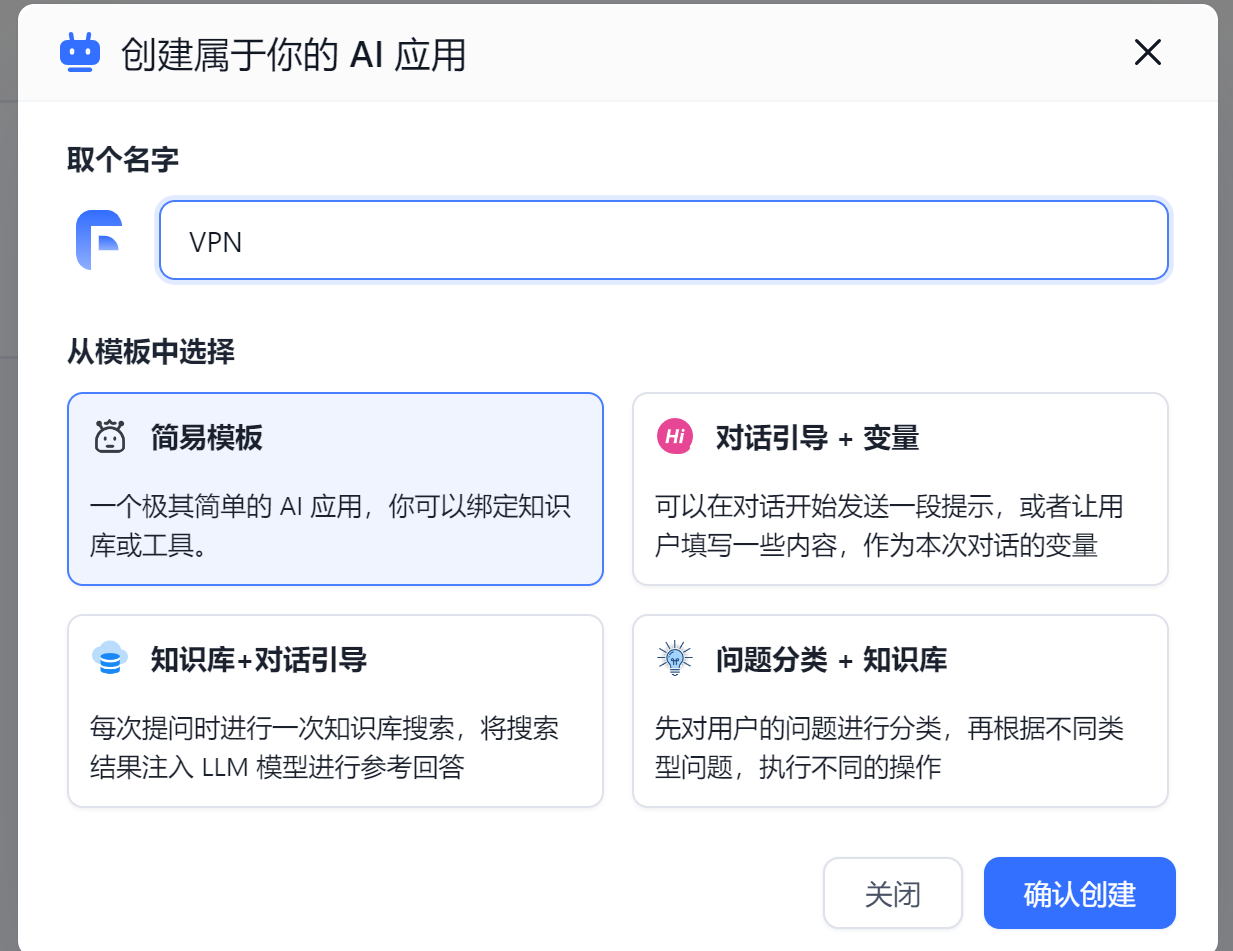 创建属于你的 AI 应用
取个名字
VPN
从模板中选择
简易模板
一个极其简单的 AI 应用，你可以绑定知识
库或工具。
Hi
对话引导 + 变量
可以在对话开始发送一段提示，或者让用
户填写一些内容，作为本次对话的变量
知识库+对话引导
每次提问时进行一次知识库搜索，将搜索
结果注入 LLM 模型进行参考回答
问题分类 + 知识库
先对用户的问题进行分类，再根据不同类
型问题，执行不同的操作
关闭
确认创建